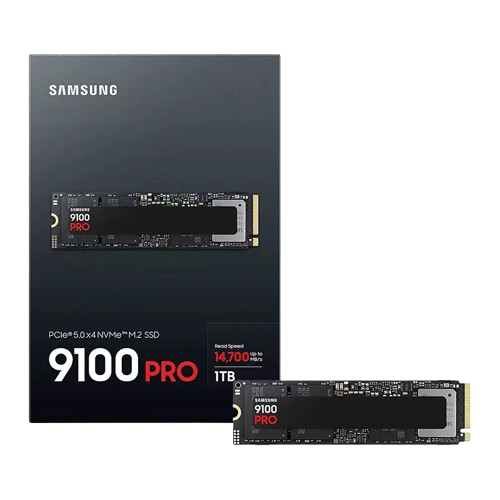 SAMSUNG
SAMSUNG
9100
PRO
PCIe® 5.0 x4 NVMe™ M.2 SSD
9100 PRO
Read Speed
14,700 Up to MB/s
1TB
SAMSUNG
9100
PRO